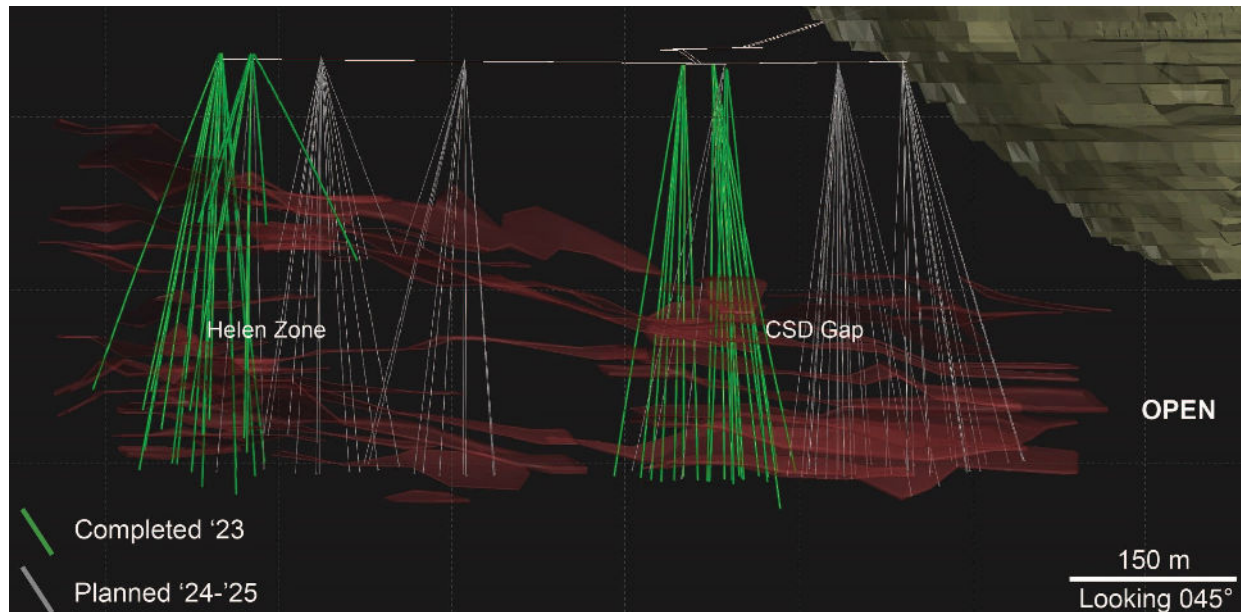 Helen Zone
CSD Gap
OPEN
Completed ‘23
Planned ‘24-’25
150 m
Looking 045°